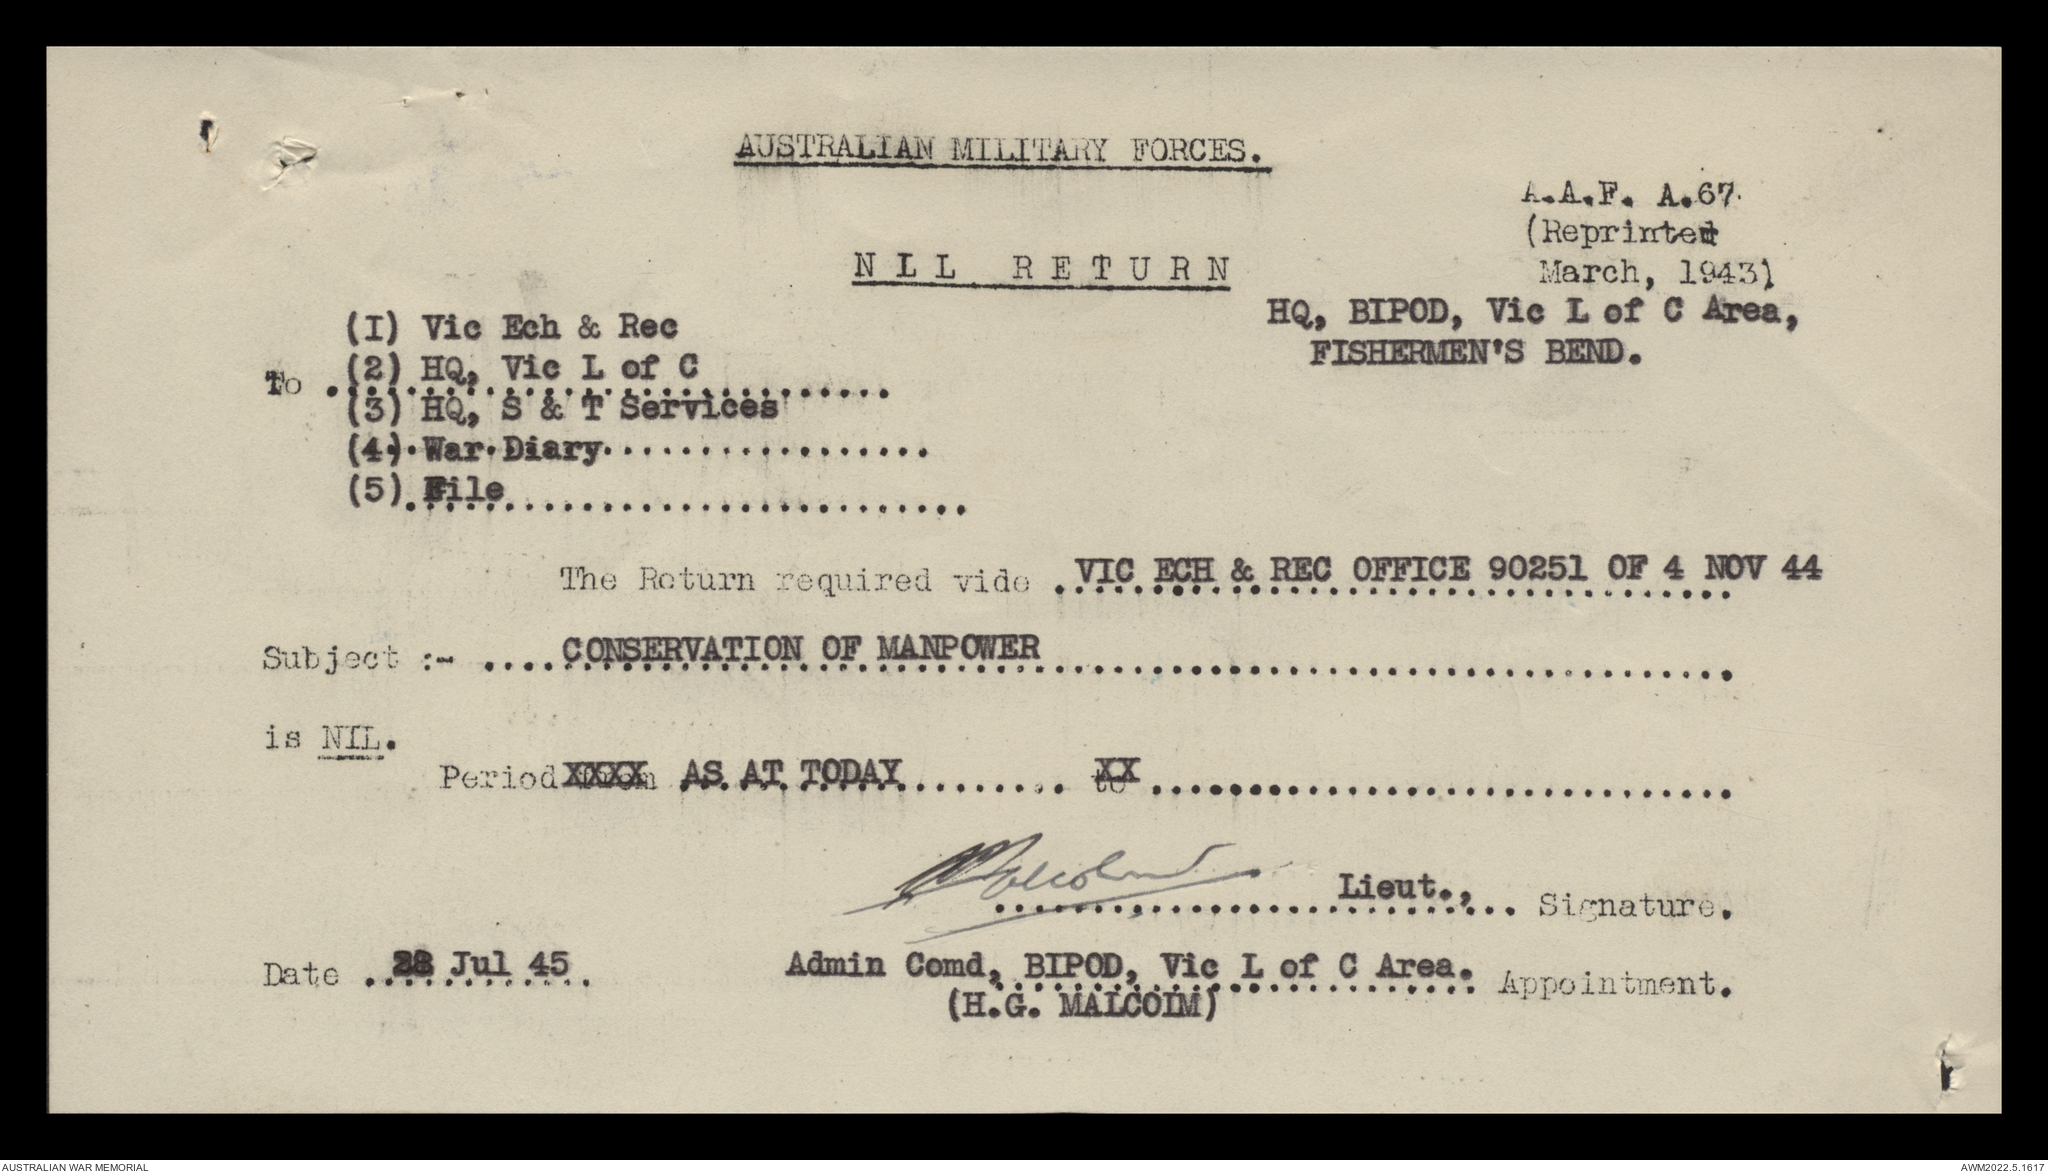 AUSTRALIAN MILITARY FORCES.
A.A.F. A.67.
(Reprinted
March, 1943)
NIL RETURN
HQ, BIPOD, Vic L of C Area,
FISHERMEN'S BEND.
(1) Vic Ech & Rec
To (2) HQ, Vic L of C
(3) HQ, S & T Services
(4) War Diary
(5) File
The Return required vide VIC ECH & REC OFFICE 90251 OF 4 NOV 44
Subject :- CONSERVATION OF MANPOWER
is NIL.
Period XXXX AS AT TODAY XX
Malcolm Lieut., Signature.
Date 28 Jul 45 Admin Comd, BIPOD, Vic L of C Area. Appointment.
(H.G. MALCOLM)
AUSTRALIAN WAR MEMORIAL AWM2022.5.1617